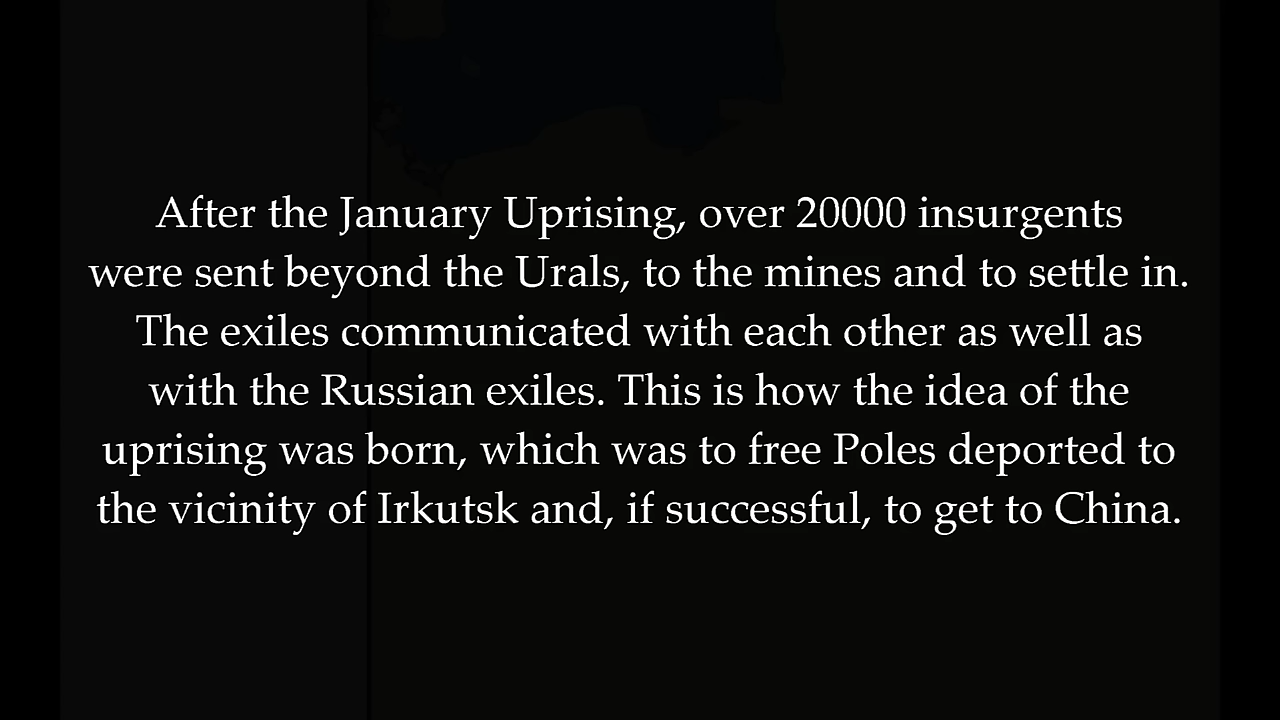 After the January Uprising, over 20000 insurgents
were sent beyond the Urals, to the mines and to settle in.
The exiles communicated with each other as well as
with the Russian exiles. This is how the idea of the
uprising was born, which was to free Poles deported to
the vicinity of Irkutsk and, if successful, to get to China.